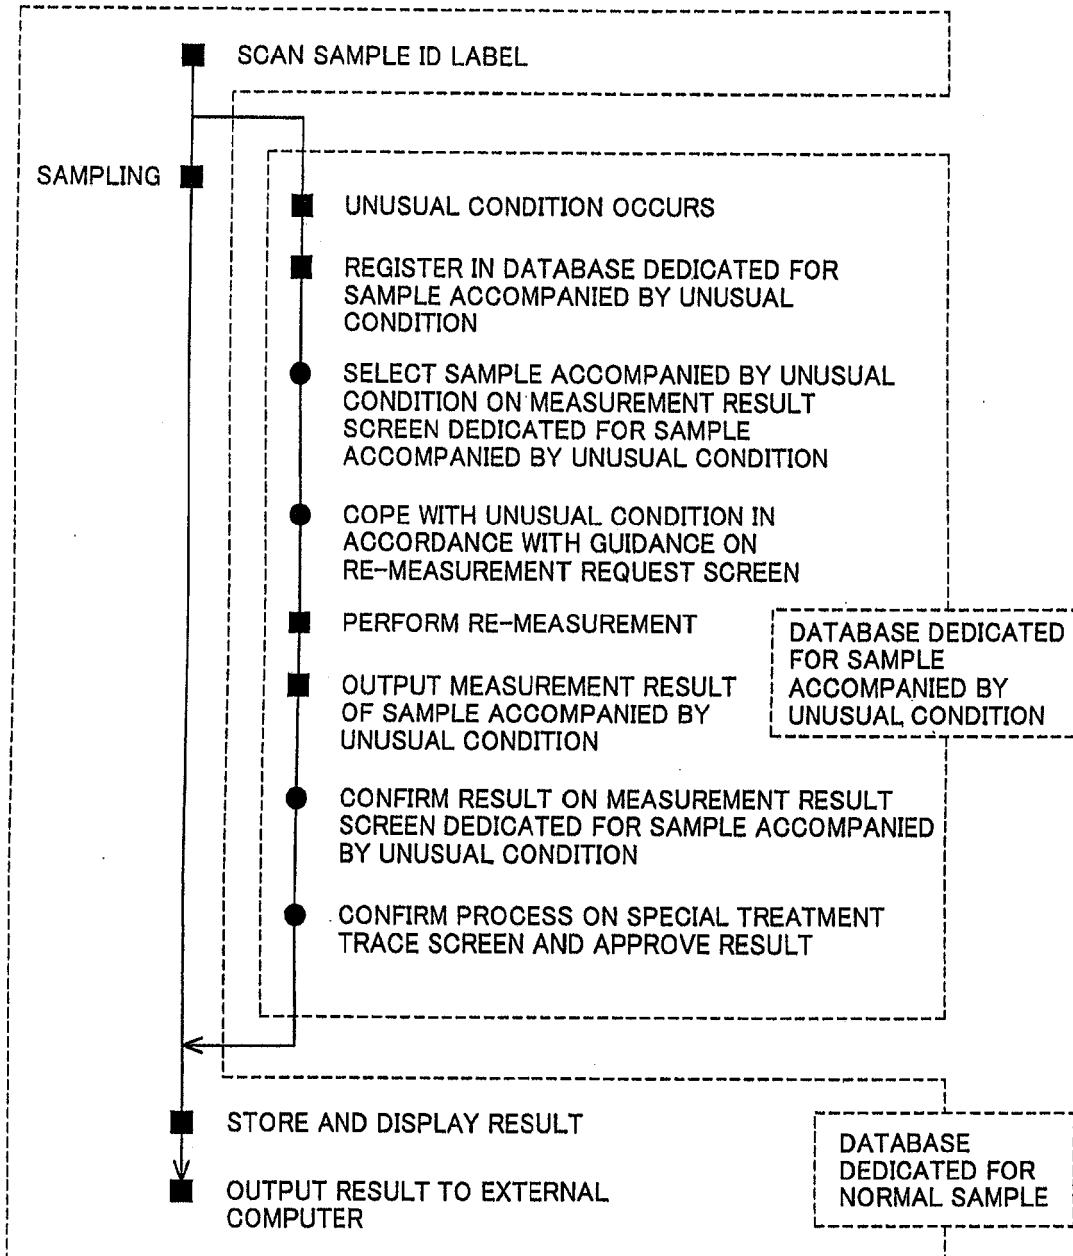 SCAN SAMPLE ID LABEL
SAMPLING
UNUSUAL CONDITION OCCURS
REGISTER IN DATABASE DEDICATED FOR
SAMPLE ACCOMPANIED BY UNUSUAL
CONDITION
SELECT SAMPLE ACCOMPANIED BY UNUSUAL
CONDITION ON MEASUREMENT RESULT
SCREEN DEDICATED FOR SAMPLE
ACCOMPANIED BY UNUSUAL CONDITION
COPE WITH UNUSUAL CONDITION IN
ACCORDANCE WITH GUIDANCE ON
RE-MEASUREMENT REQUEST SCREEN
PERFORM RE-MEASUREMENT
DATABASE DEDICATED
FOR SAMPLE
ACCOMPANIED BY
UNUSUAL CONDITION
OUTPUT MEASUREMENT RESULT
OF SAMPLE ACCOMPANIED BY
UNUSUAL CONDITION
CONFIRM RESULT ON MEASUREMENT RESULT
SCREEN DEDICATED FOR SAMPLE ACCOMPANIED
BY UNUSUAL CONDITION
CONFIRM PROCESS ON SPECIAL TREATMENT
TRACE SCREEN AND APPROVE RESULT
STORE AND DISPLAY RESULT
DATABASE
DEDICATED FOR
NORMAL SAMPLE
OUTPUT RESULT TO EXTERNAL
COMPUTER